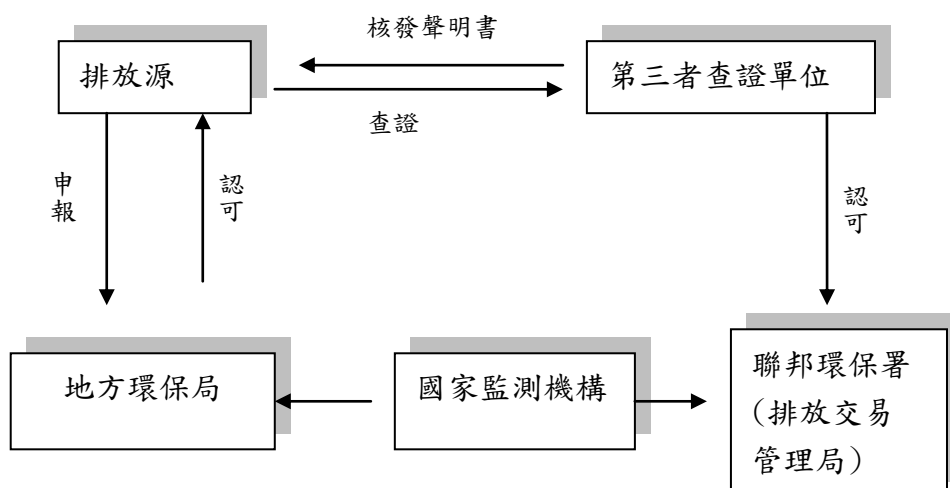 核發聲明書
排放源
第三者查證單位
查證
申報
認可
認可
地方環保局
國家監測機構
聯邦環保署
(排放交易
管理局)